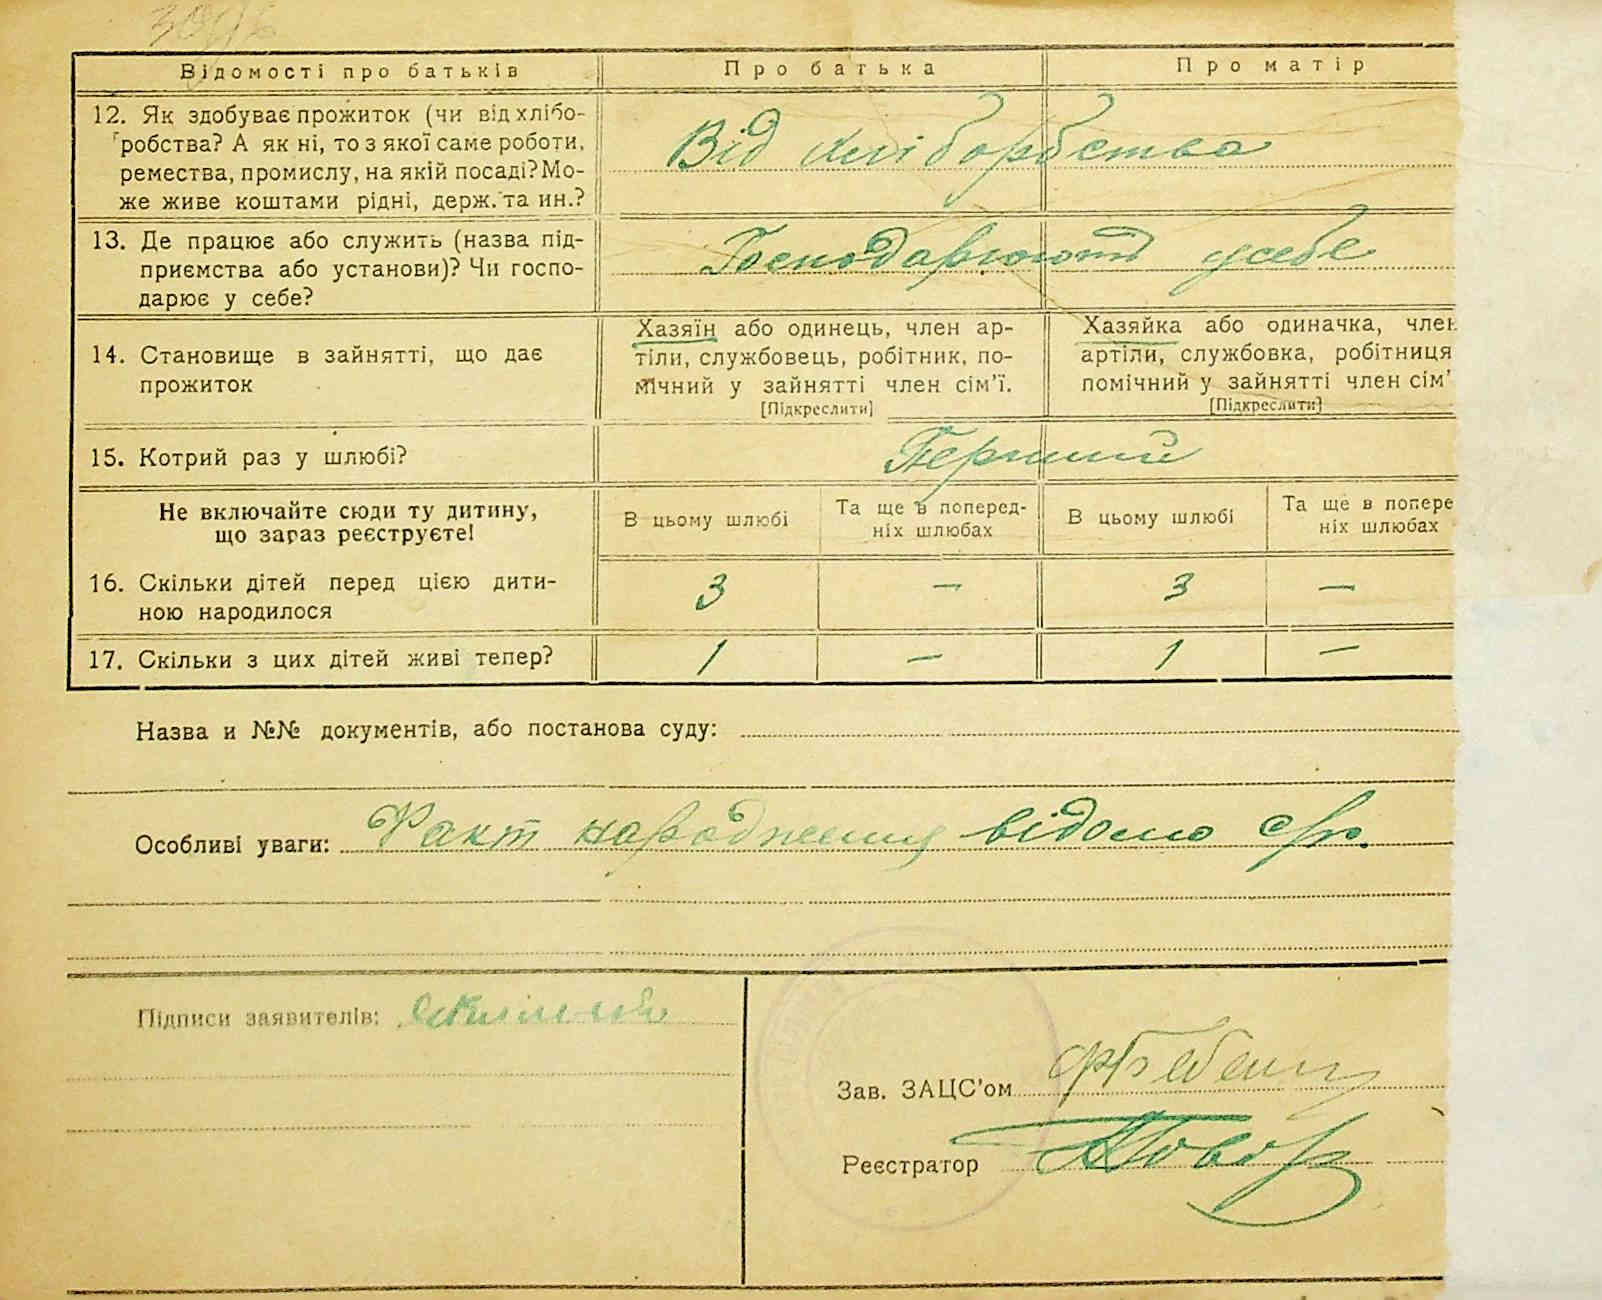 Відомості про батьків
Про батька
Про матір
12. Як здобуває прожиток (чи від хлібо-
робства? А як ні, то з якої саме роботи,
ремества, промислу, на якій посаді? Мо-
же живе коштами рідні, держ. та ин.?
Від хліборобства
13. Де працює або служить (назва під-
приємства або установи)? Чи госпо-
дарює у себе?
Господарюють у себе
14. Становище в зайнятті, що дає
прожиток
Хазяїн або одинець, член ар-
тіли, службовець, робітник, по-
мічний у зайнятті член сім'ї.
[Підкреслити]
Хазяйка або одиначка, член
артіли, службовка, робітниця
помічний у зайнятті член сім'
[Підкреслити]
15. Котрий раз у шлюбі?
Перший
Не включайте сюди ту дитину,
що зараз реєструєте!
В цьому шлюбі
Та ще в поперед-
ніх шлюбах
В цьому шлюбі
Та ще в попере
ніх шлюбах
16. Скільки дітей перед цією дити-
ною народилося
3 — 3 —
17. Скільки з цих дітей живі тепер?
1 — 1 —
Назва и №№ документів, або постанова суду:
Особливі уваги: Факт народження відомо
Підписи заявителів:
Зав. ЗАЦС'ом
Реєстратор